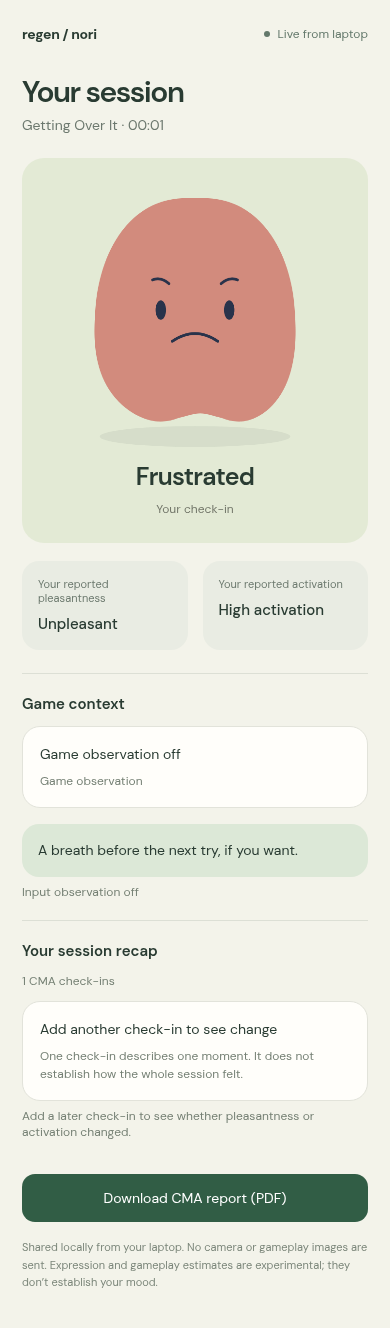 regen / nori
Live from laptop
Your session
Getting Over It · 00:01
Frustrated
Your check-in
Your reported
pleasantness
Unpleasant
Your reported activation
High activation
Game context
Game observation off
Game observation
A breath before the next try, if you want.
Input observation off
Your session recap
1 CMA check-ins
Add another check-in to see change
One check-in describes one moment. It does not
establish how the whole session felt.
Add a later check-in to see whether pleasantness or
activation changed.
Download CMA report (PDF)
Shared locally from your laptop. No camera or gameplay images are
sent. Expression and gameplay estimates are experimental; they
don’t establish your mood.